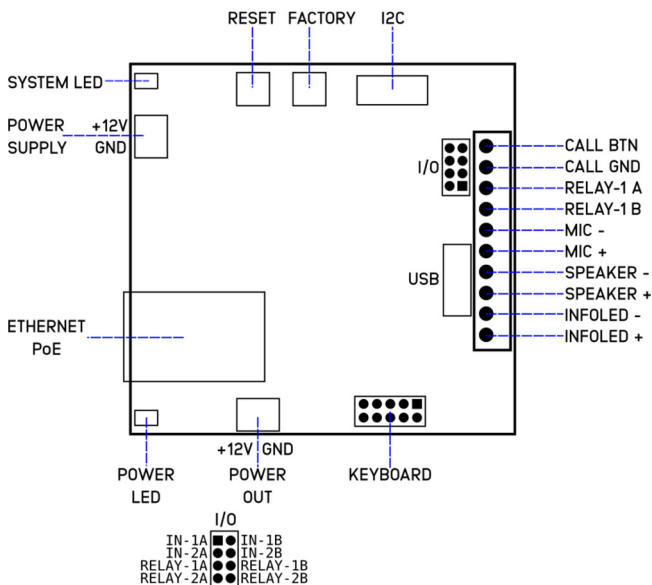 RESET FACTORY I2C
SYSTEM LED
POWER SUPPLY
+12V
GND
I/O
CALL BTN
CALL GND
RELAY-1 A
RELAY-1 B
MIC -
MIC +
SPEAKER -
SPEAKER +
INFOLED -
INFOLED +
USB
ETHERNET
PoE
+12V GND
POWER
LED
POWER
OUT
KEYBOARD
I/O
IN-1A IN-1B
IN-2A IN-2B
RELAY-1A RELAY-1B
RELAY-2A RELAY-2B